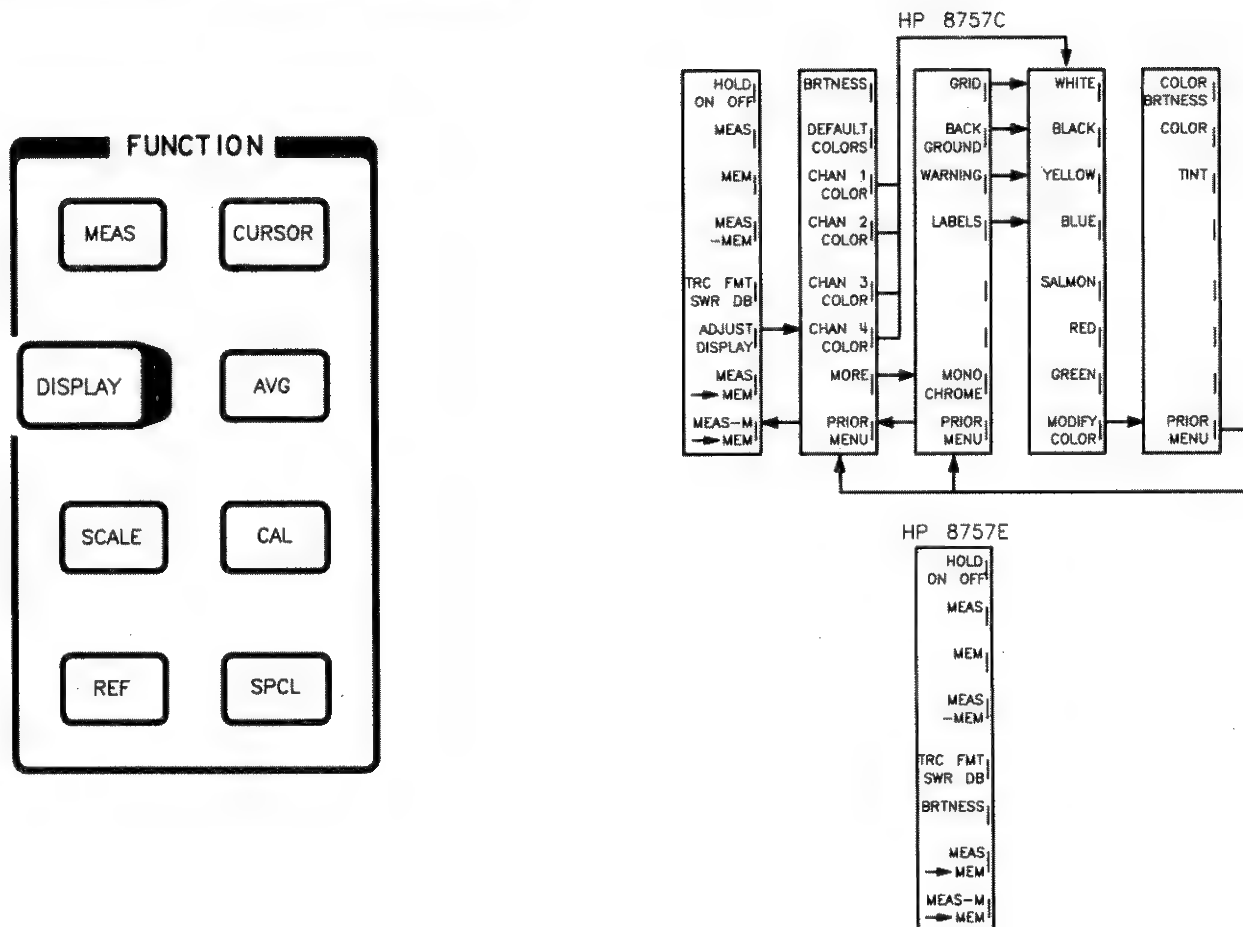 FUNCTION
MEAS
CURSOR
DISPLAY
AVG
SCALE
CAL
REF
SPCL
HP 8757C
HOLD
ON OFF
MEAS
MEM
MEAS
-MEM
TRC FMT
SWR DB
ADJUST
DISPLAY
MEAS
→ MEM
MEAS-M
→ MEM
BRTNESS
DEFAULT
COLORS
CHAN 1
COLOR
CHAN 2
COLOR
CHAN 3
COLOR
CHAN 4
COLOR
MORE
PRIOR
MENU
GRID
BACK
GROUND
WARNING
LABELS
MONO
CHROME
PRIOR
MENU
WHITE
BLACK
YELLOW
BLUE
SALMON
RED
GREEN
MODIFY
COLOR
COLOR
BRTNESS
COLOR
TINT
PRIOR
MENU
HP 8757E
HOLD
ON OFF
MEAS
MEM
MEAS
-MEM
TRC FMT
SWR DB
BRTNESS
MEAS
→ MEM
MEAS-M
→ MEM